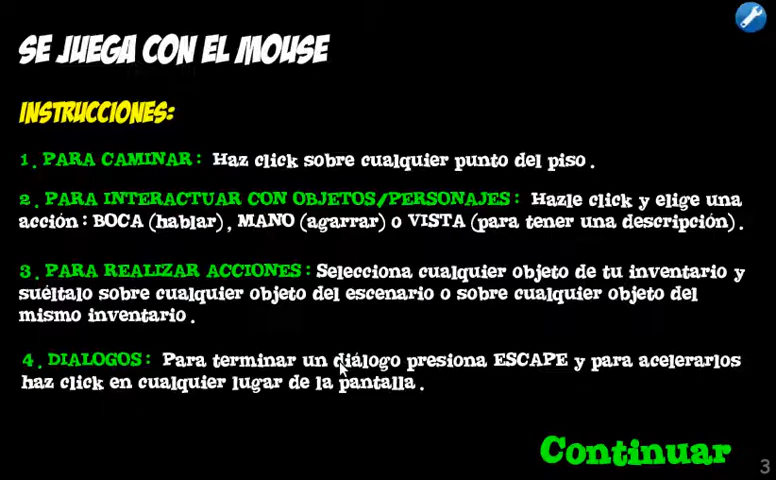 SE JUEGA CON EL MOUSE
INSTRUCCIONES:
1. PARA CAMINAR: Haz click sobre cualquier punto del piso.
2. PARA INTERACTUAR CON OBJETOS/PERSONAJES: Hazle click y elige una
acción: BOCA (hablar), MANO (agarrar) o VISTA (para tener una descripción).
3. PARA REALIZAR ACCIONES: Selecciona cualquier objeto de tu inventario y
suéltalo sobre cualquier objeto del escenario o sobre cualquier objeto del
mismo inventario.
4. DIALOGOS: Para terminar un diálogo presiona ESCAPE y para acelerarlos
haz click en cualquier lugar de la pantalla.
Continuar
3